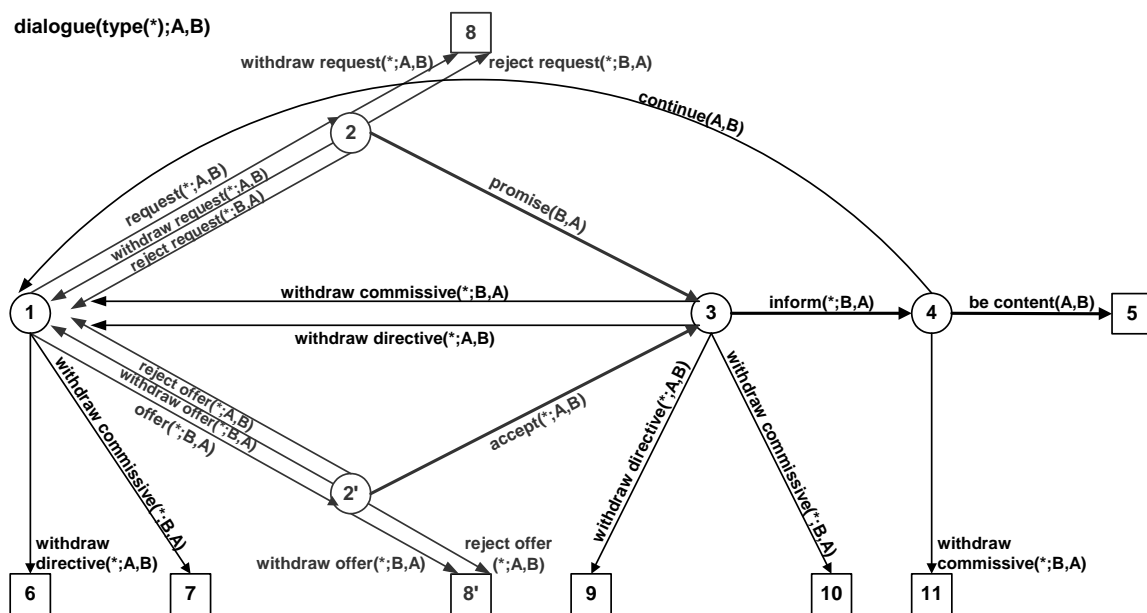 dialogue(type(*);A,B)
8
withdraw request(*;A,B)
reject request(*;B,A)
continue(A,B)
2
request(*;A,B)
withdraw request(*;A,B)
reject request(*;B,A)
promise(B,A)
1
withdraw commissive(*;B,A)
3
inform(*;B,A)
4
be content(A,B)
5
withdraw directive(*;A,B)
reject offer(*;A,B)
withdraw offer(*;B,A)
offer(*;B,A)
accept(*;A,B)
withdraw commissive(*;B,A)
withdraw directive(*;A,B)
withdraw commissive(*;B,A)
2'
withdraw
directive(*;A,B)
withdraw offer(*;B,A)
reject offer
(*;A,B)
withdraw
commissive(*;B,A)
6
7
8'
9
10
11